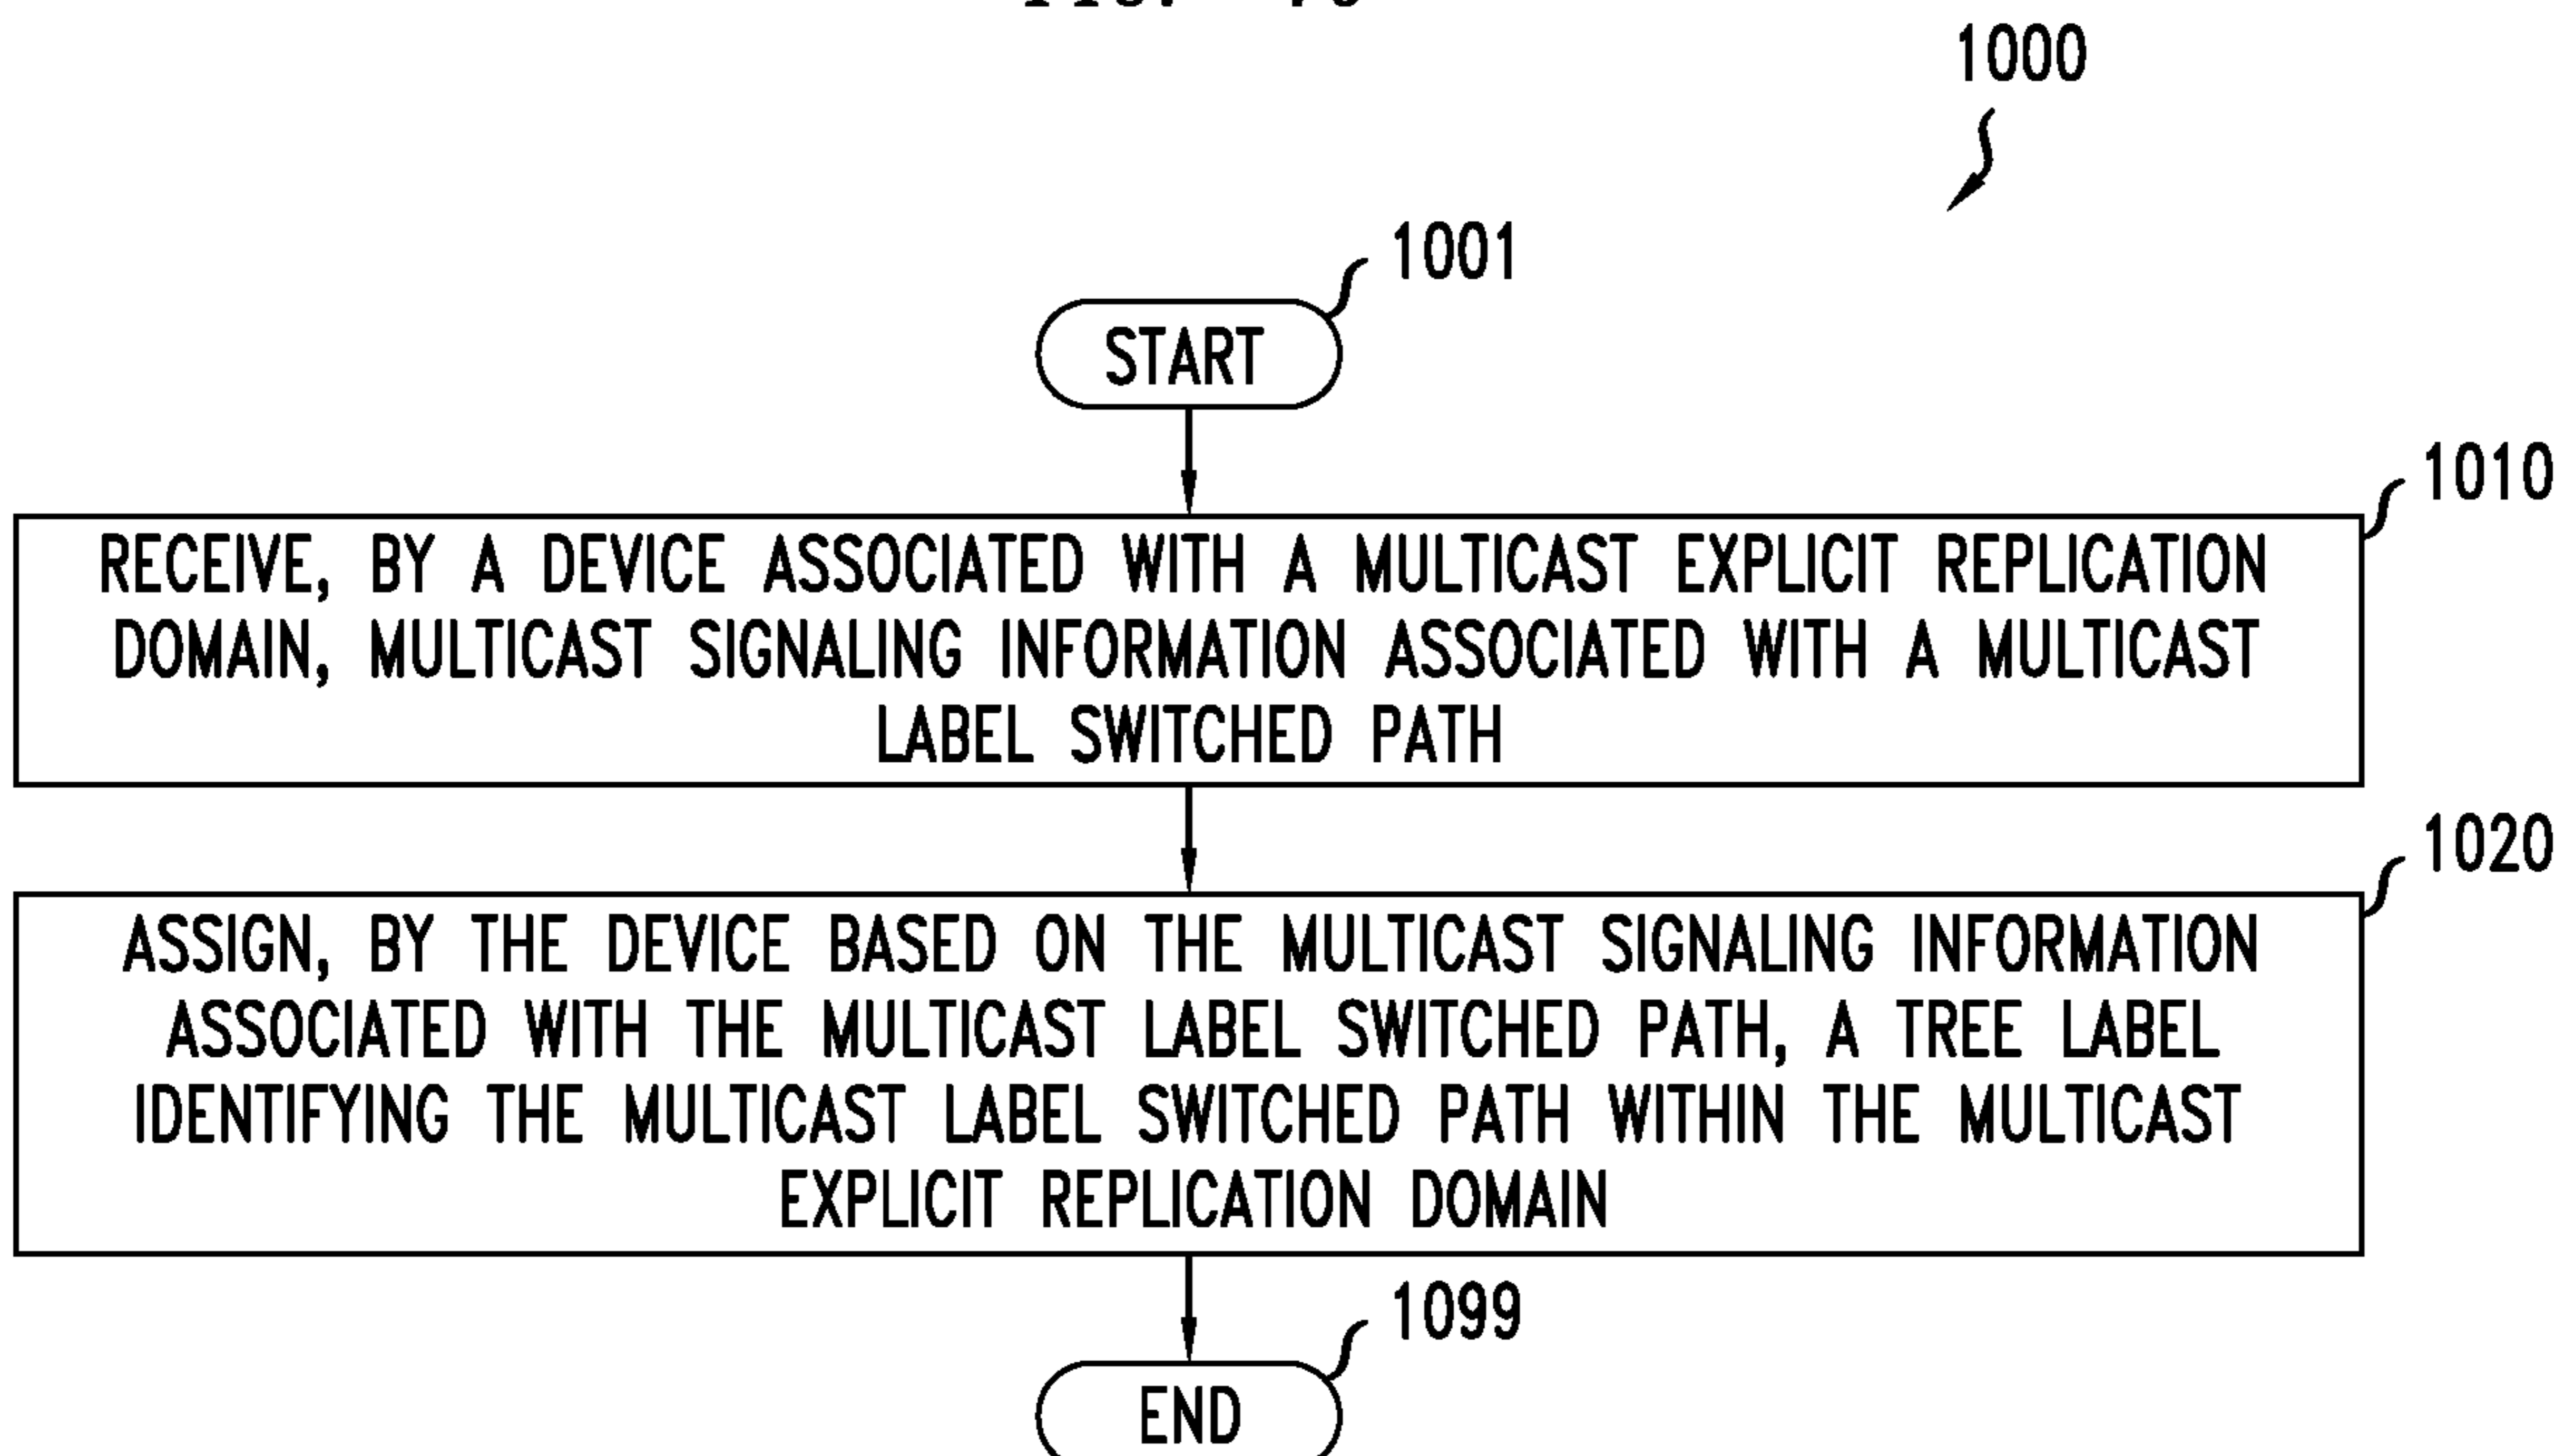 1000
1001
START
1010
RECEIVE, BY A DEVICE ASSOCIATED WITH A MULTICAST EXPLICIT REPLICATION
DOMAIN, MULTICAST SIGNALING INFORMATION ASSOCIATED WITH A MULTICAST
LABEL SWITCHED PATH
1020
ASSIGN, BY THE DEVICE BASED ON THE MULTICAST SIGNALING INFORMATION
ASSOCIATED WITH THE MULTICAST LABEL SWITCHED PATH, A TREE LABEL
IDENTIFYING THE MULTICAST LABEL SWITCHED PATH WITHIN THE MULTICAST
EXPLICIT REPLICATION DOMAIN
1099
END